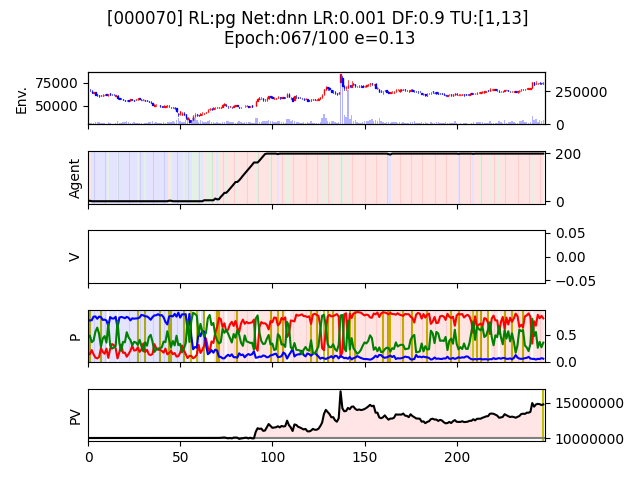 [000070] RL:pg Net:dnn LR:0.001 DF:0.9 TU:[1,13]
Epoch:067/100 e=0.13
Env.
75000
50000
250000
0
Agent
200
0
V
0.05
0.00
−0.05
P
0.5
0.0
PV
15000000
10000000
0 50 100 150 200